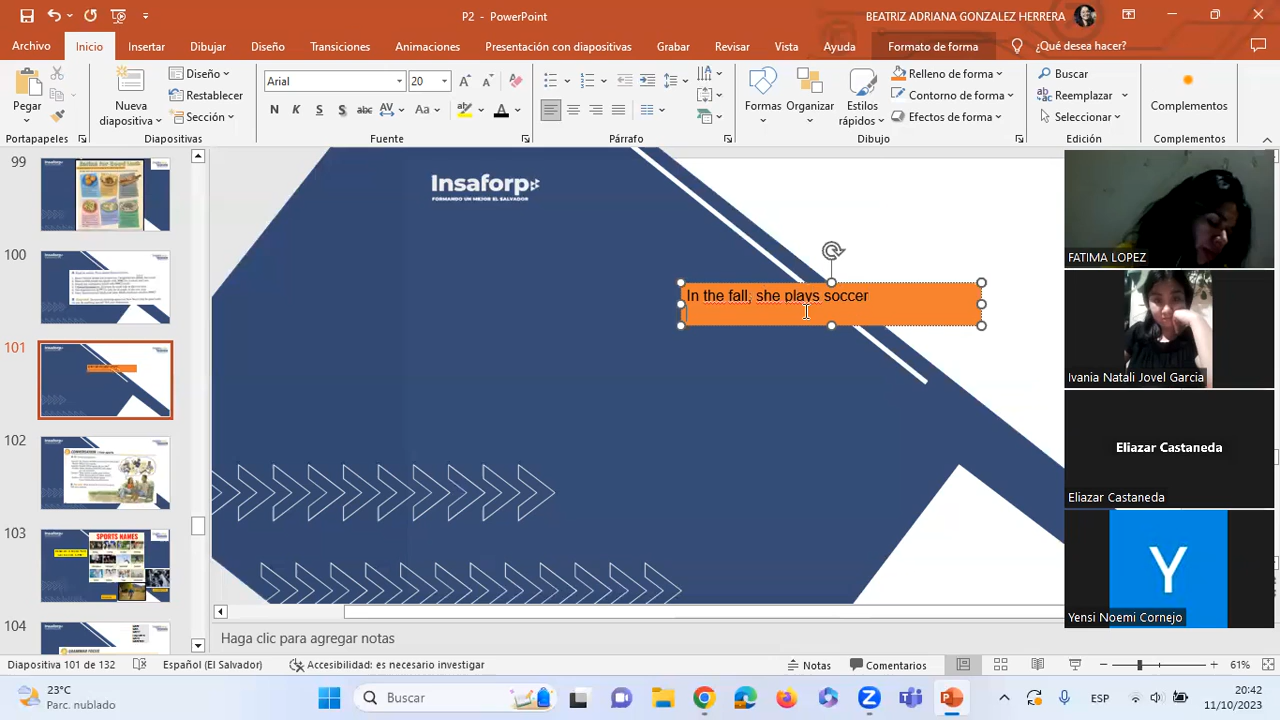 P2 - PowerPoint
BEATRIZ ADRIANA GONZALEZ HERRERA
Archivo Inicio Insertar Dibujar Diseño Transiciones Animaciones Presentación con diapositivas Grabar Revisar Vista Ayuda Formato de forma ¿Qué desea hacer?
Pegar
Portapapeles
Nueva
diapositiva
Diseño
Restablecer
Sección
Diapositivas
Arial 20
N K S S abc AV Aa A
Fuente
Párrafo
Formas
Organizar
Estilos
rápidos
Relleno de forma
Contorno de forma
Efectos de forma
Dibujo
Buscar
Reemplazar
Seleccionar
Edición
Complementos
Complementos
99
100
101
102
103
SPORTS NAMES
104
Insaforp
FORMANDO UN MEJOR EL SALVADOR
In the fall, she plays soccer
FATIMA LOPEZ
Ivania Natali Jovel Garcia
Eliazar Castaneda
Eliazar Castaneda
Y
Yensi Noemi Cornejo
Haga clic para agregar notas
Diapositiva 101 de 132 Español (El Salvador) Accesibilidad: es necesario investigar Notas Comentarios 61%
23°C
Parc. nublado
Buscar
ESP
20:42
11/10/2023